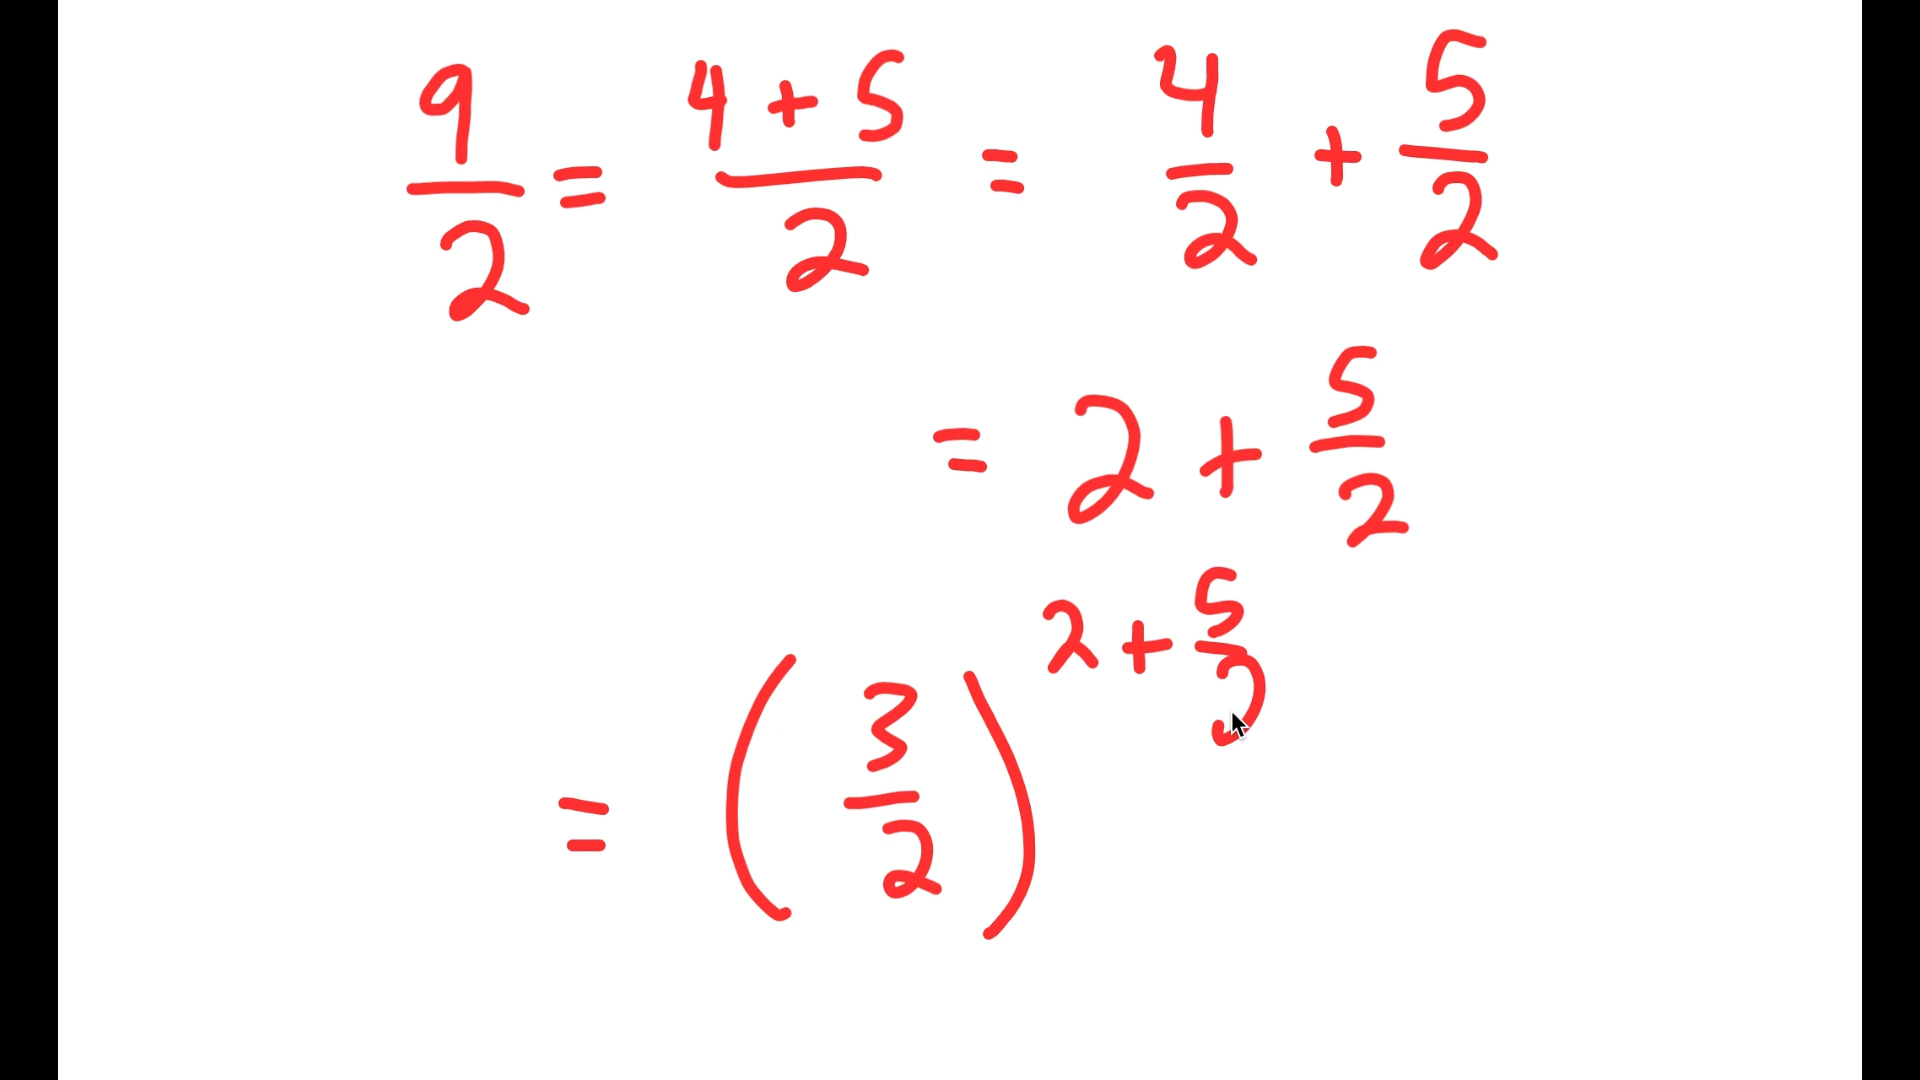 9/2 = (4 + 5)/2 = 4/2 + 5/2
= 2 + 5/2
= (3/2)^(2 + 5/2)